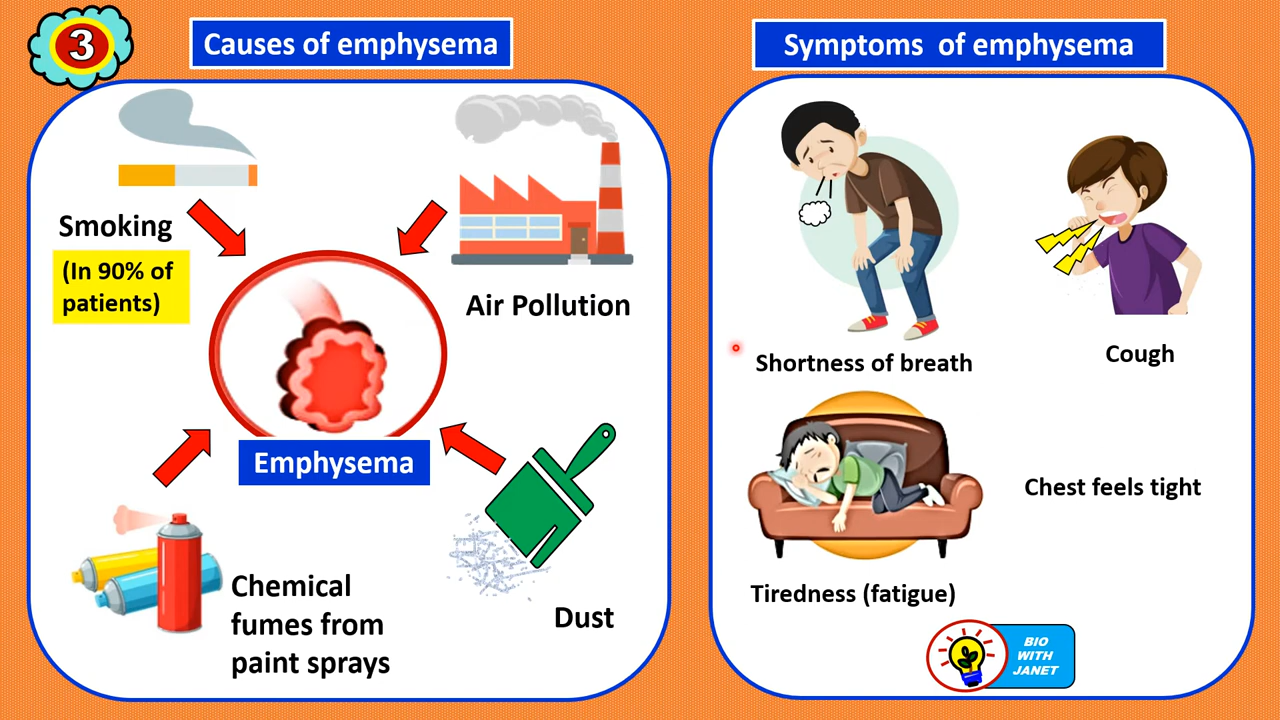 3
Causes of emphysema
Smoking
(In 90% of
patients)
Air Pollution
Emphysema
Chemical
fumes from
paint sprays
Dust
Symptoms of emphysema
Shortness of breath
Cough
Tiredness (fatigue)
Chest feels tight
BIO
WITH
JANET